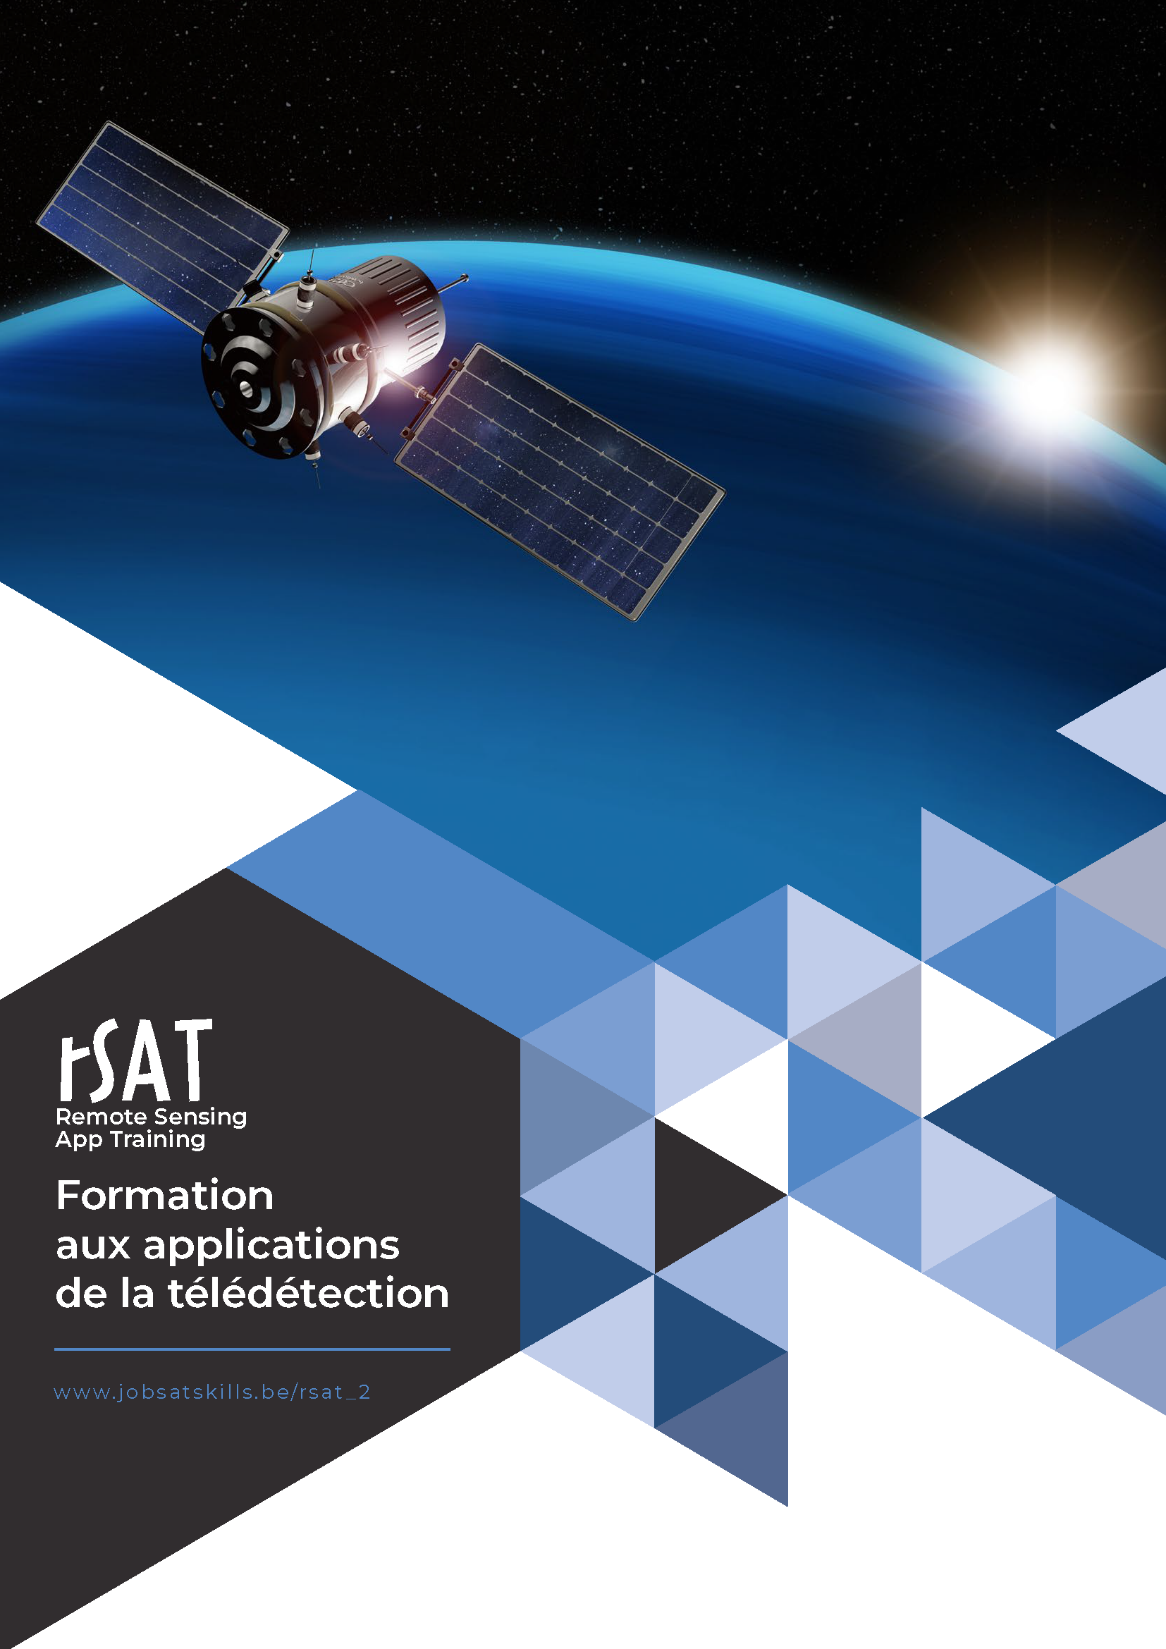 rSAT
Remote Sensing
App Training
Formation
aux applications
de la télédétection
www.jobsatskills.be/rsat_2